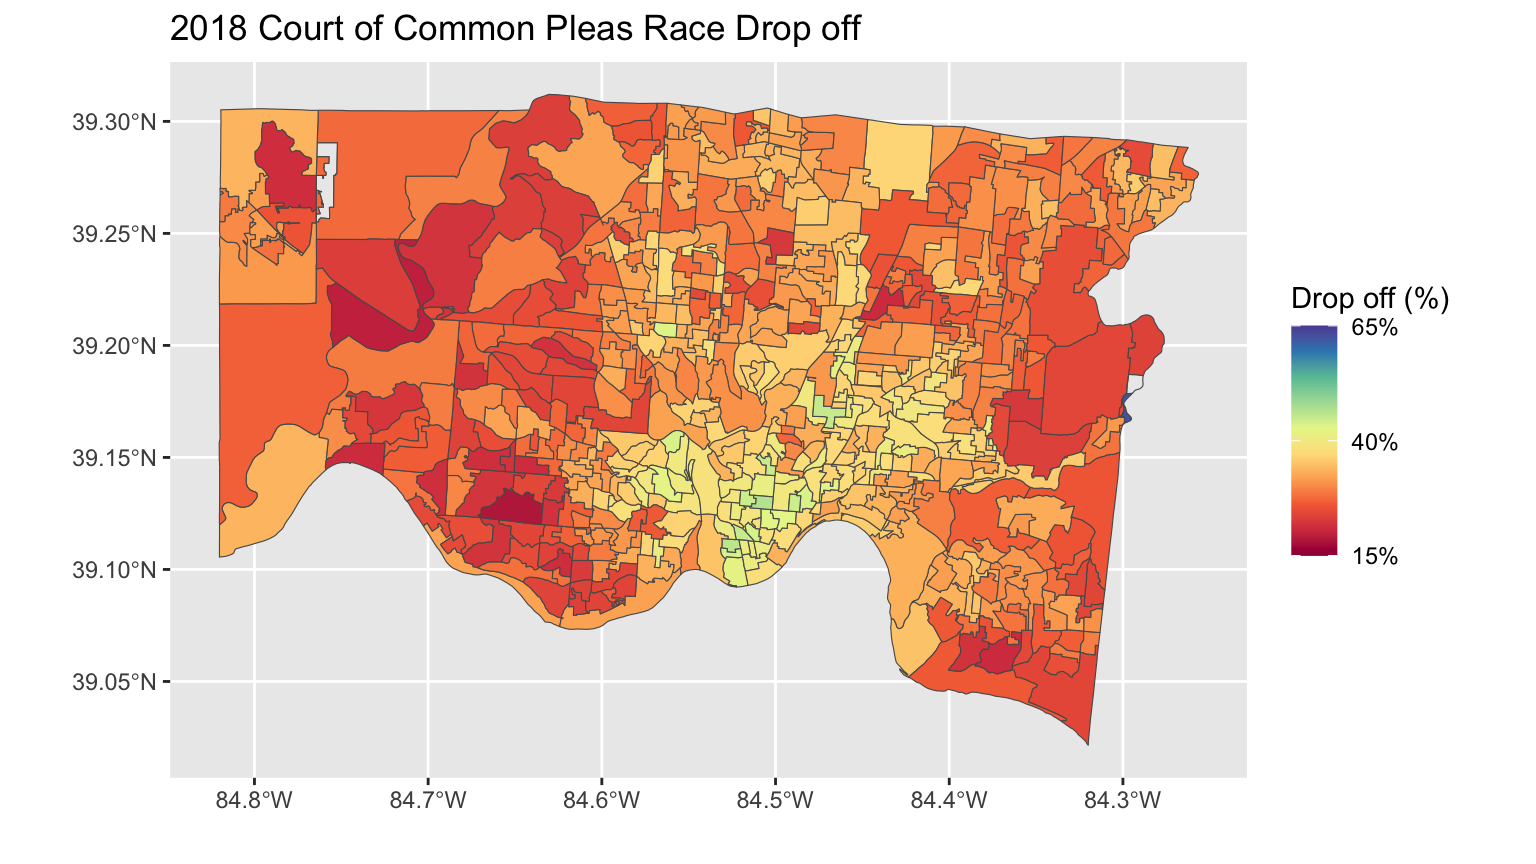 2018 Court of Common Pleas Race Drop off
39.30°N
39.25°N
39.20°N
39.15°N
39.10°N
39.05°N
84.8°W 84.7°W 84.6°W 84.5°W 84.4°W 84.3°W
Drop off (%)
65%
40%
15%